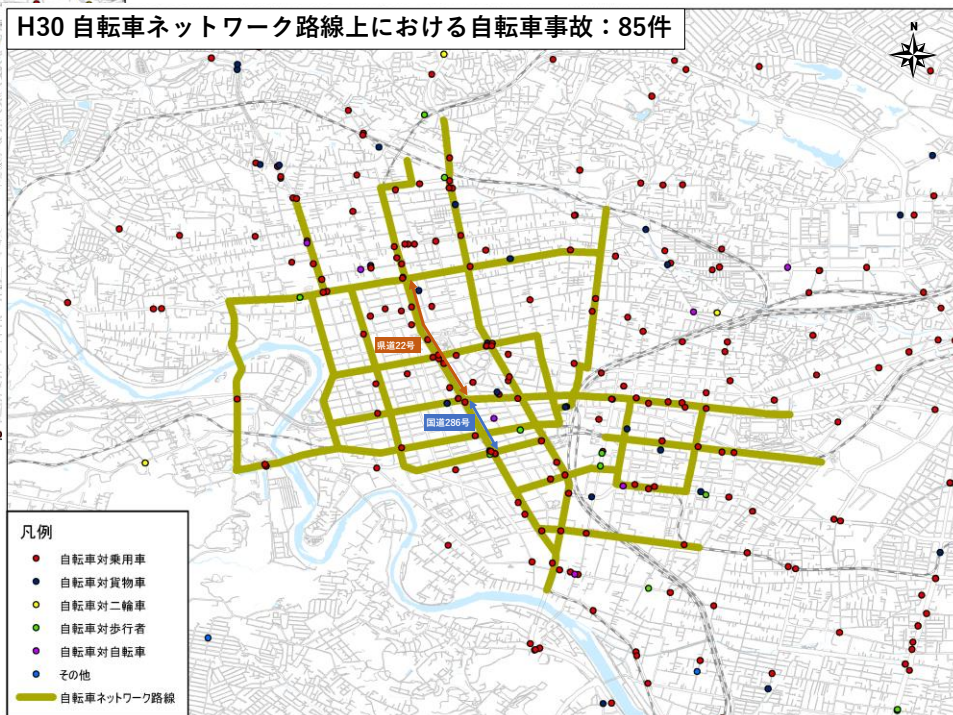 H30 自転車ネットワーク路線上における自転車事故：85件
N
県道22号
国道286号
凡例
自転車対乗用車
自転車対貨物車
自転車対二輪車
自転車対歩行者
自転車対自転車
その他
自転車ネットワーク路線